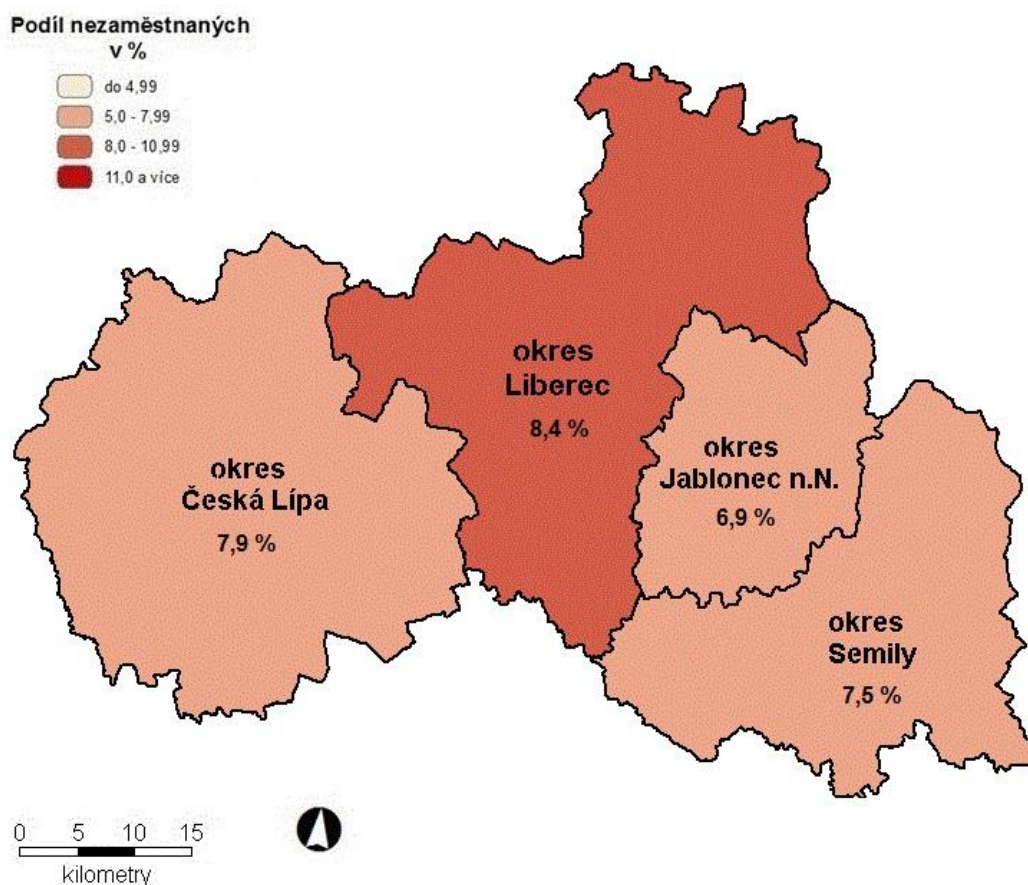 Podíl nezaměstnaných
v %
do 4,99
5,0 - 7,99
8,0 - 10,99
11,0 a více
okres
Liberec
8,4 %
okres
Jablonec n.N.
6,9 %
okres
Česká Lípa
7,9 %
okres
Semily
7,5 %
0 5 10 15
kilometry